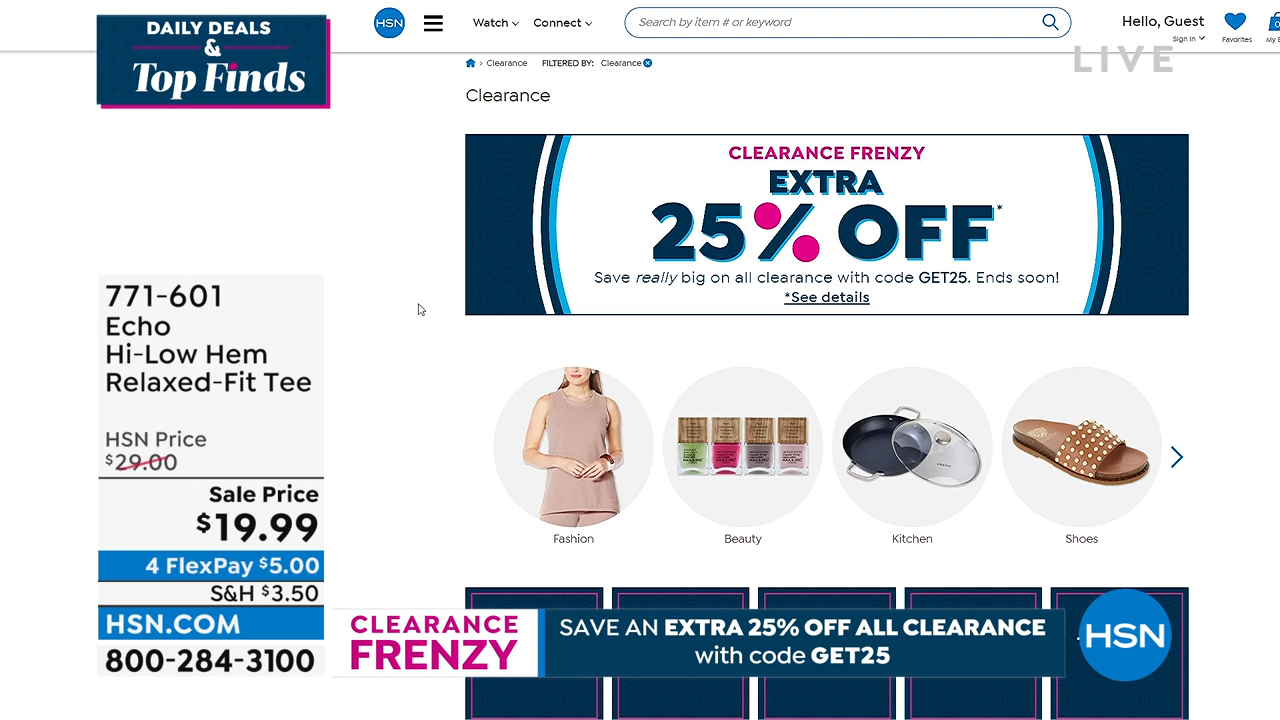 DAILY DEALS
&
Top Finds
HSN
Watch
Connect
Search by item # or keyword
Hello, Guest
Sign In
Favorites
0
LIVE
> Clearance FILTERED BY: Clearance
Clearance
CLEARANCE FRENZY
EXTRA
25% OFF*
Save really big on all clearance with code GET25. Ends soon!
*See details
771-601
Echo
Hi-Low Hem
Relaxed-Fit Tee
HSN Price
$29.00
Sale Price
$19.99
4 FlexPay $5.00
S&H $3.50
HSN.COM
800-284-3100
Fashion
Beauty
Kitchen
Shoes
CLEARANCE
FRENZY
SAVE AN EXTRA 25% OFF ALL CLEARANCE
with code GET25
HSN